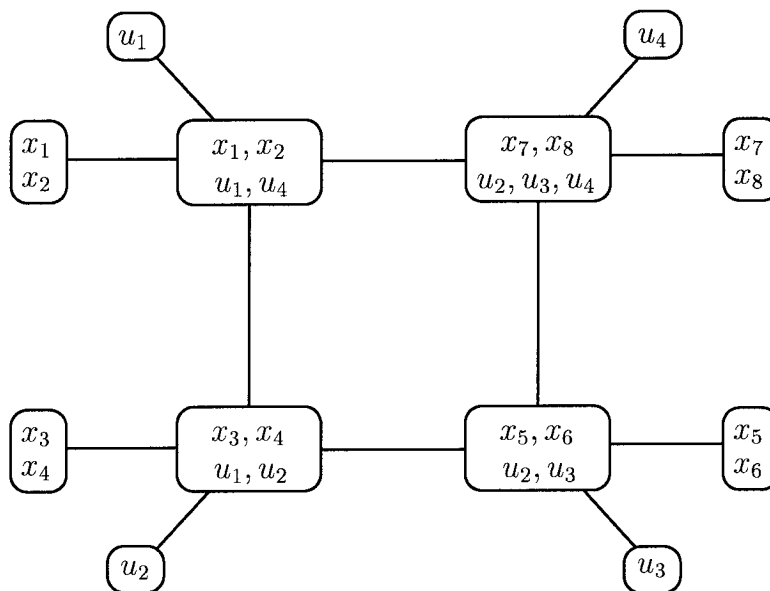 u₁
u₄
x₁
x₂
x₁, x₂
u₁, u₄
x₇, x₈
u₂, u₃, u₄
x₇
x₈
x₃
x₄
x₃, x₄
u₁, u₂
x₅, x₆
u₂, u₃
x₅
x₆
u₂
u₃